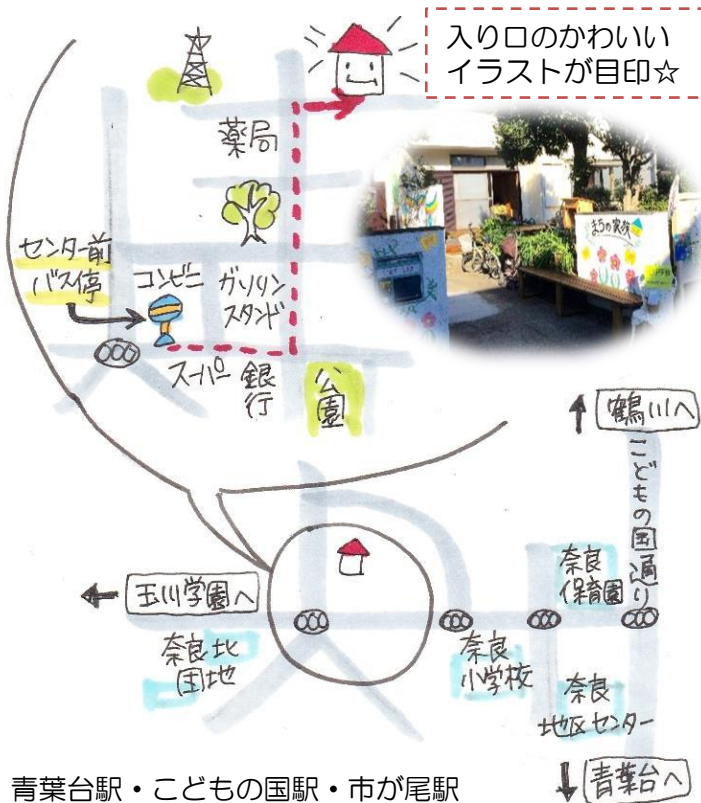 入り口のかわいい
イラストが目印☆
薬局
まちの家族
センター前
バス停
コンビニ
ガソリン
スタンド
スーパー
銀行
公園
鶴川へ
こどもの国通り
奈良
保育園
玉川学園へ
奈良北
団地
奈良
小学校
奈良
地区センター
青葉台へ
青葉台駅・こどもの国駅・市が尾駅